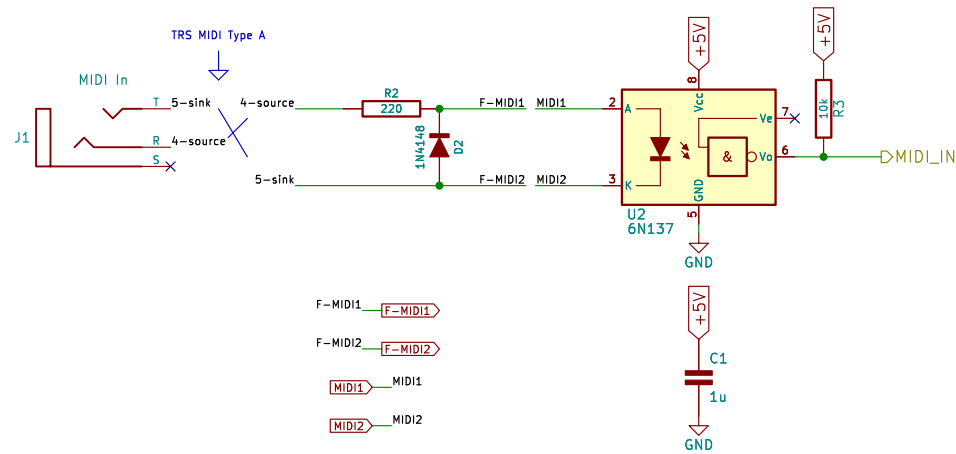 TRS MIDI Type A
MIDI In
J1
T
5-sink
R
4-source
S
4-source
5-sink
R2
220
1N4148
D2
F-MIDI1
MIDI1
F-MIDI2
MIDI2
+5V
8
Vcc
2
A
3
K
&
Ve
7
Vo
6
GND
5
U2
6N137
GND
+5V
10k
R3
MIDI_IN
F-MIDI1
F-MIDI1
F-MIDI2
F-MIDI2
MIDI1
MIDI1
MIDI2
MIDI2
+5V
C1
1u
GND